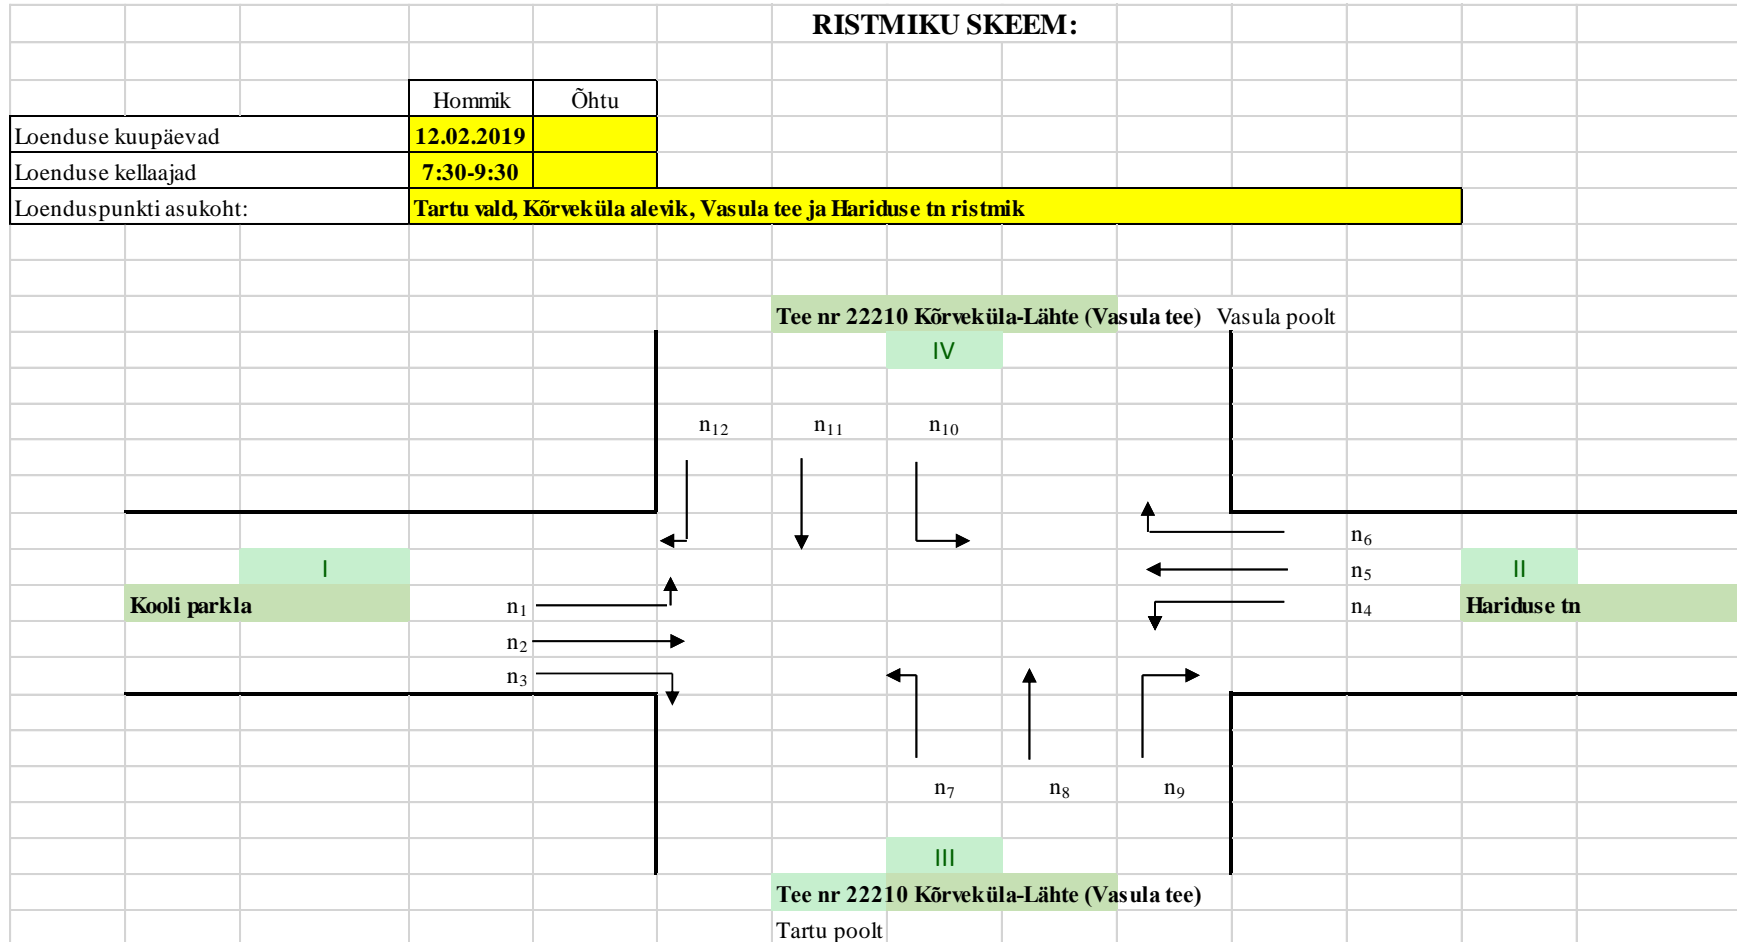 RISTMIKU SKEEM:
Hommik Õhtu
Loenduse kuupäevad 12.02.2019
Loenduse kellaajad 7:30-9:30
Loenduspunkti asukoht: Tartu vald, Kõrveküla alevik, Vasula tee ja Hariduse tn ristmik
Tee nr 22210 Kõrveküla-Lähte (Vasula tee) Vasula poolt
IV
n₁₂ n₁₁ n₁₀
n₆
I n₅ II
Kooli parkla n₁ n₄ Hariduse tn
n₂
n₃
n₇ n₈ n₉
III
Tee nr 22210 Kõrveküla-Lähte (Vasula tee)
Tartu poolt